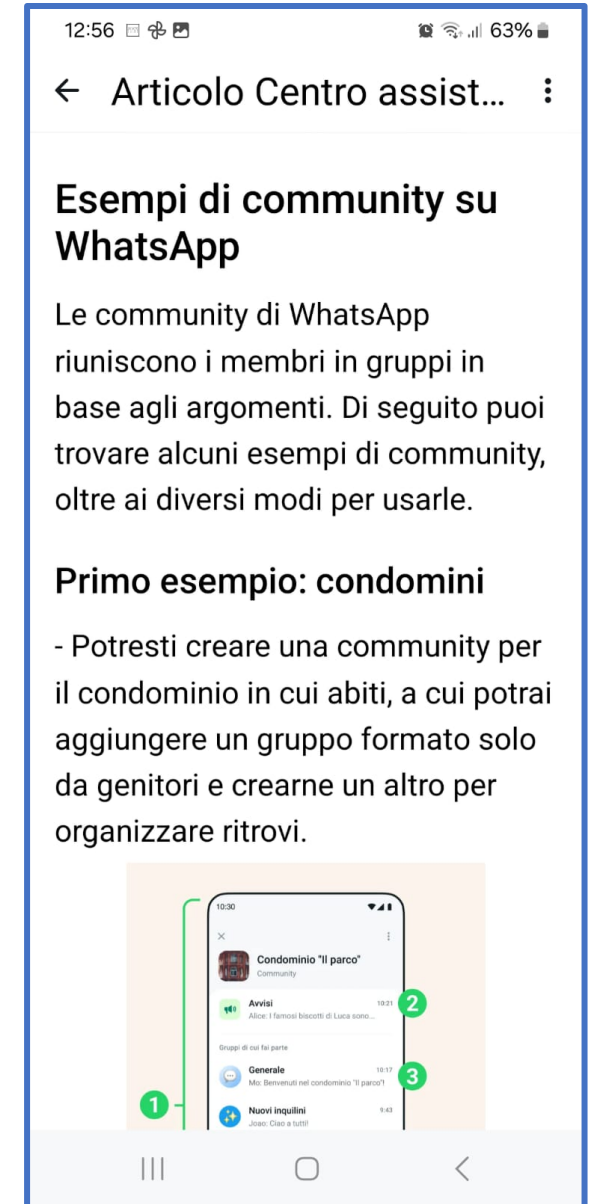 12:56 63%
Articolo Centro assist...
Esempi di community su
WhatsApp
Le community di WhatsApp
riuniscono i membri in gruppi in
base agli argomenti. Di seguito puoi
trovare alcuni esempi di community,
oltre ai diversi modi per usarle.
Primo esempio: condomini
- Potresti creare una community per
il condominio in cui abiti, a cui potrai
aggiungere un gruppo formato solo
da genitori e crearne un altro per
organizzare ritrovi.
10:30
Condominio "Il parco"
Community
Avvisi 10:21 2
Alice: I famosi biscotti di Luca sono...
Gruppi di cui fai parte
Generale 10:17 3
Mo: Benvenuti nel condominio "Il parco"!
1
Nuovi inquilini 9:43
Joao: Ciao a tutti!